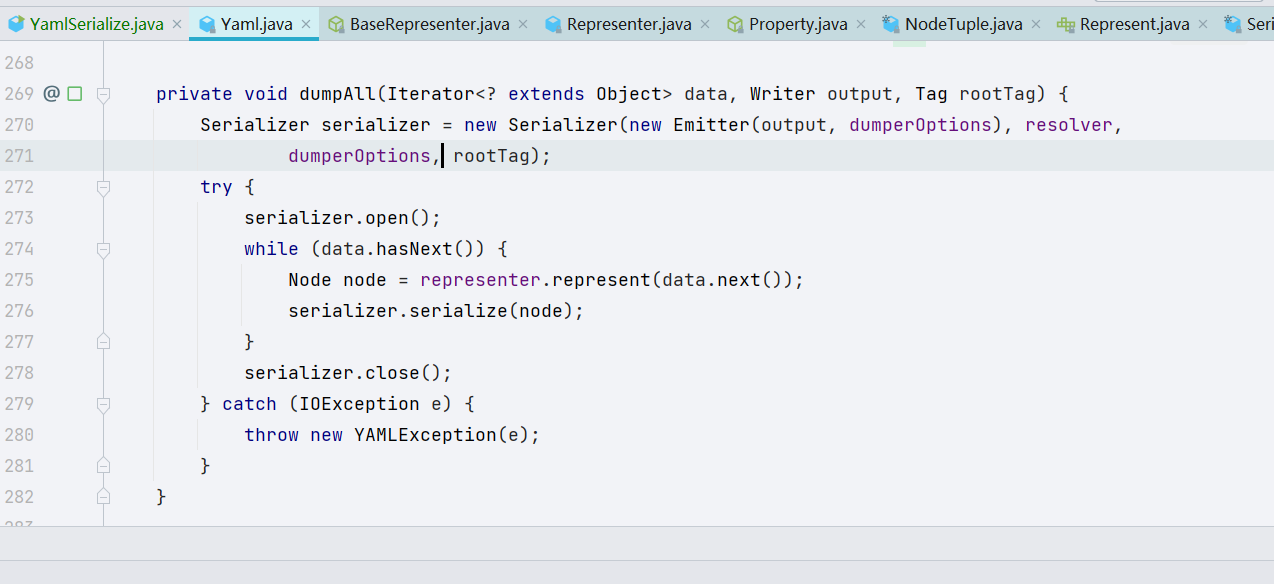 YamlSerialize.java × Yaml.java × BaseRepresenter.java × Representer.java × Property.java × NodeTuple.java × Represent.java × Seri
268
269 @ private void dumpAll(Iterator<? extends Object> data, Writer output, Tag rootTag) {
270 Serializer serializer = new Serializer(new Emitter(output, dumperOptions), resolver,
271 dumperOptions, rootTag);
272 try {
273 serializer.open();
274 while (data.hasNext()) {
275 Node node = representer.represent(data.next());
276 serializer.serialize(node);
277 }
278 serializer.close();
279 } catch (IOException e) {
280 throw new YAMLException(e);
281 }
282 }